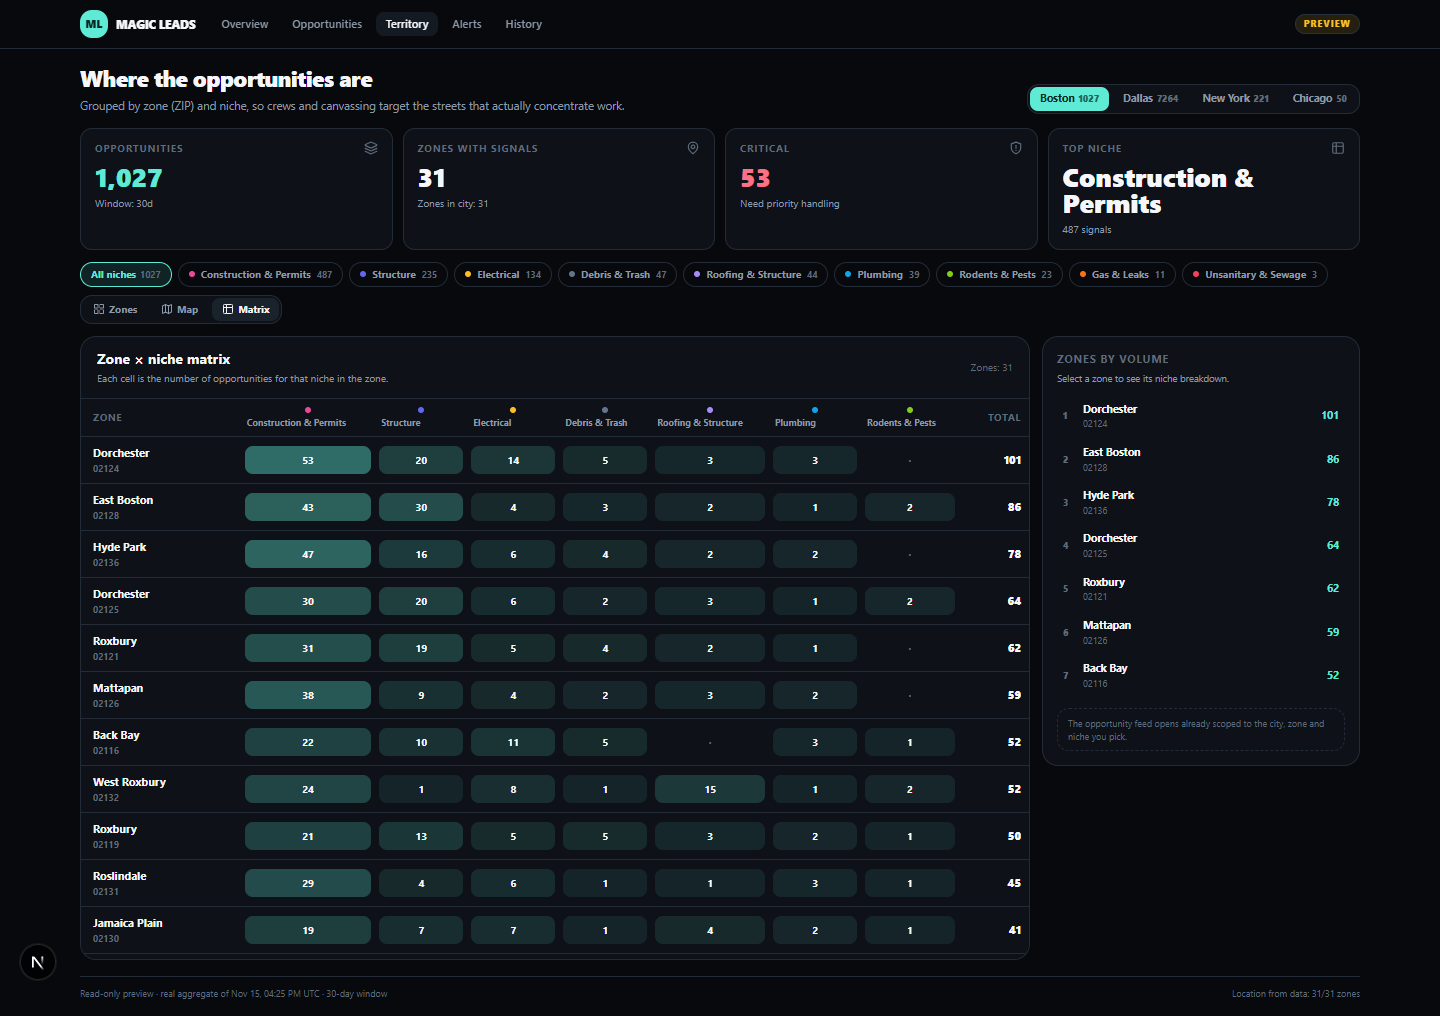 ML MAGIC LEADS Overview Opportunities Territory Alerts History PREVIEW
Where the opportunities are
Grouped by zone (ZIP) and niche, so crews and canvassing target the streets that actually concentrate work.
Boston 1027 Dallas 7264 New York 221 Chicago 50
OPPORTUNITIES
1,027
Window: 30d
ZONES WITH SIGNALS
31
Zones in city: 31
CRITICAL
53
Need priority handling
TOP NICHE
Construction &
Permits
487 signals
All niches 1027 Construction & Permits 487 Structure 235 Electrical 134 Debris & Trash 47 Roofing & Structure 44 Plumbing 39 Rodents & Pests 23 Gas & Leaks 11 Unsanitary & Sewage 3
Zones Map Matrix
Zone × niche matrix
Each cell is the number of opportunities for that niche in the zone.
Zones: 31
ZONE Construction & Permits Structure Electrical Debris & Trash Roofing & Structure Plumbing Rodents & Pests TOTAL
Dorchester
02124
53 20 14 5 3 3 · 101
East Boston
02128
43 30 4 3 2 1 2 86
Hyde Park
02136
47 16 6 4 2 2 · 78
Dorchester
02125
30 20 6 2 3 1 2 64
Roxbury
02121
31 19 5 4 2 1 · 62
Mattapan
02126
38 9 4 2 3 2 · 59
Back Bay
02116
22 10 11 5 · 3 1 52
West Roxbury
02132
24 1 8 1 15 1 2 52
Roxbury
02119
21 13 5 5 3 2 1 50
Roslindale
02131
29 4 6 1 1 3 1 45
Jamaica Plain
02130
19 7 7 1 4 2 1 41
ZONES BY VOLUME
Select a zone to see its niche breakdown.
1 Dorchester 101
02124
2 East Boston 86
02128
3 Hyde Park 78
02136
4 Dorchester 64
02125
5 Roxbury 62
02121
6 Mattapan 59
02126
7 Back Bay 52
02116
The opportunity feed opens already scoped to the city, zone and
niche you pick.
N
Read-only preview · real aggregate of Nov 15, 04:25 PM UTC · 30-day window
Location from data: 31/31 zones